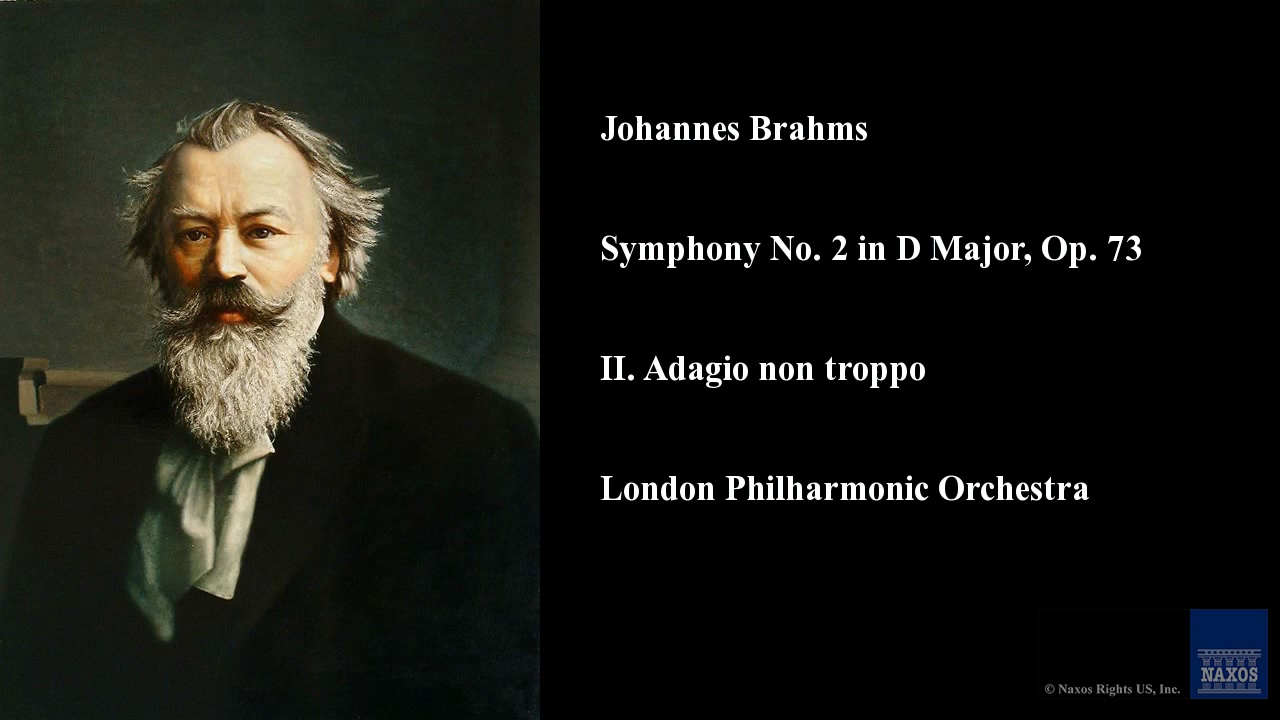 Johannes Brahms
Symphony No. 2 in D Major, Op. 73
II. Adagio non troppo
London Philharmonic Orchestra
© Naxos Rights US, Inc.
NAXOS